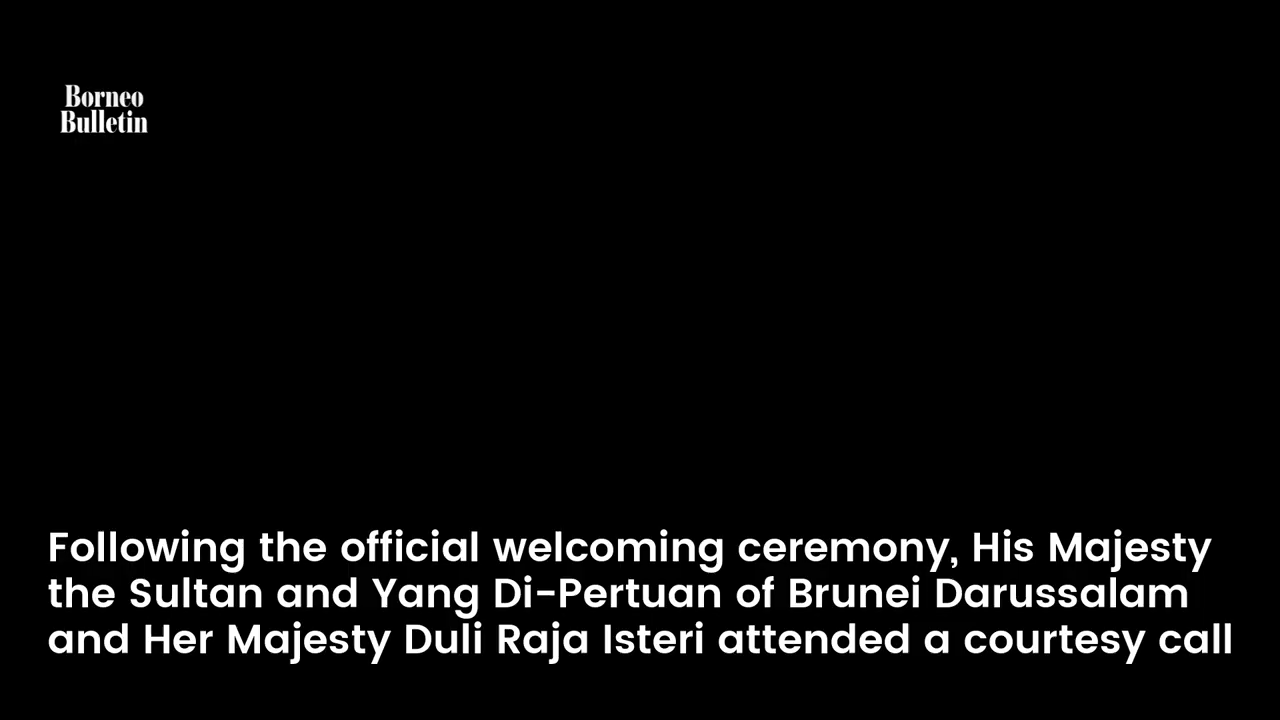 Borneo
Bulletin
Following the official welcoming ceremony, His Majesty
the Sultan and Yang Di-Pertuan of Brunei Darussalam
and Her Majesty Duli Raja Isteri attended a courtesy call